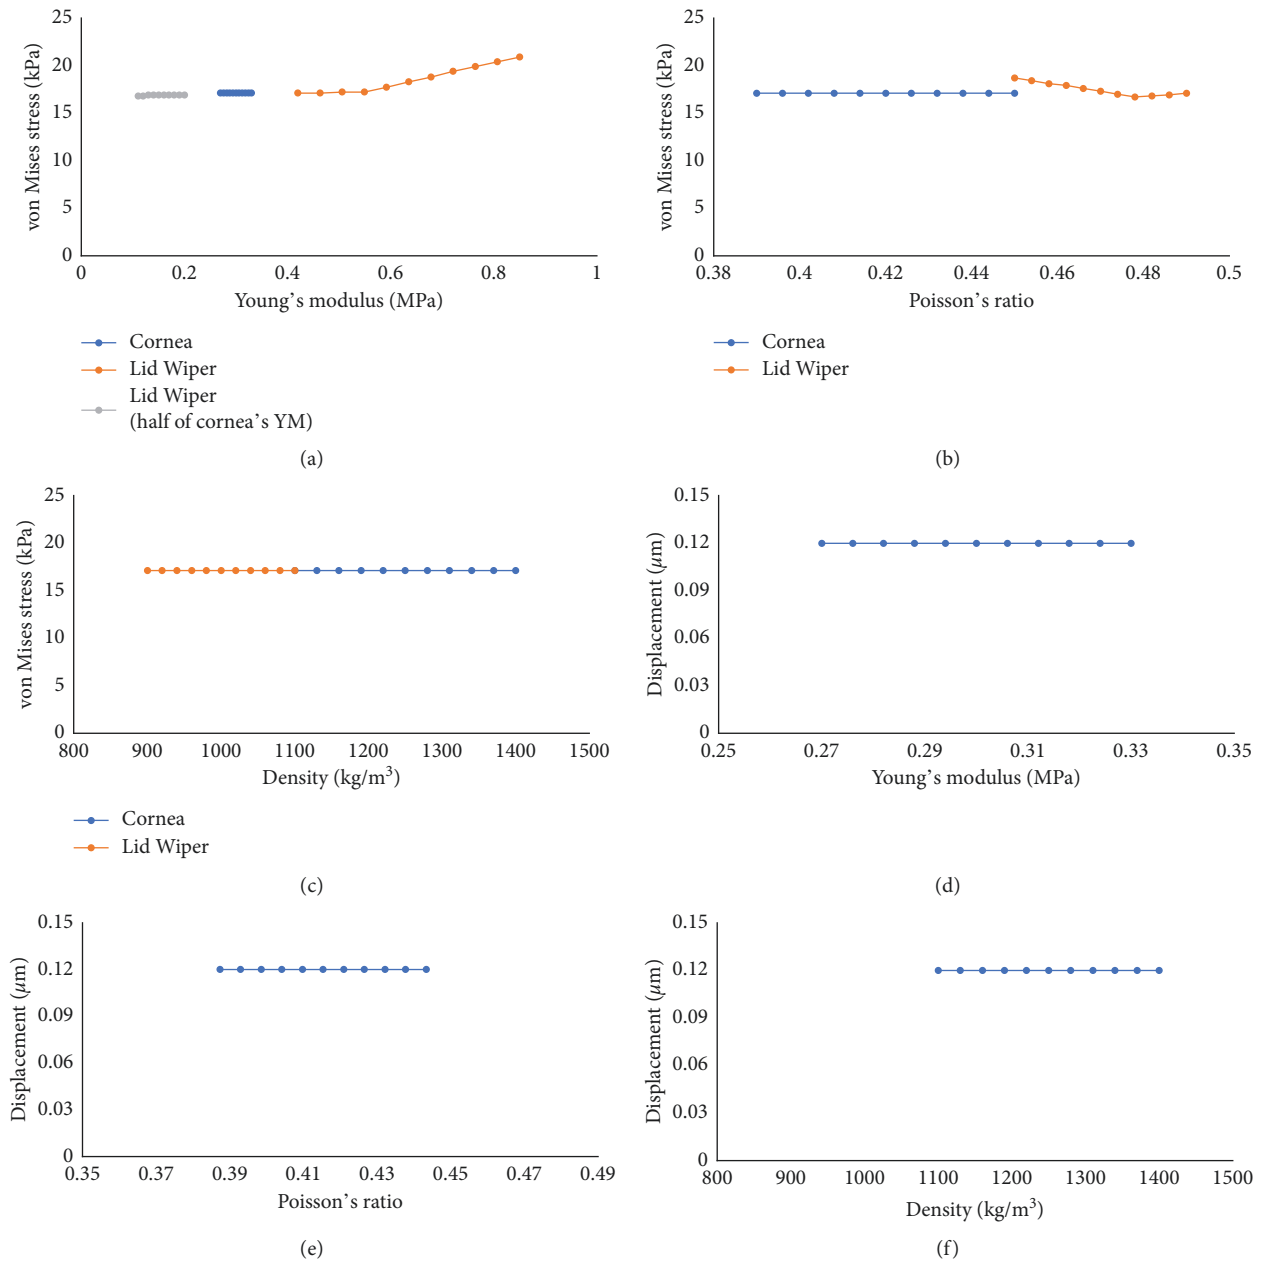 25
20
15
10
5
0
von Mises stress (kPa)
0 0.2 0.4 0.6 0.8 1
Young's modulus (MPa)
Cornea
Lid Wiper
Lid Wiper
(half of cornea's YM)
(a)
25
20
15
10
5
0
von Mises stress (kPa)
0.38 0.4 0.42 0.44 0.46 0.48 0.5
Poisson's ratio
Cornea
Lid Wiper
(b)
25
20
15
10
5
0
von Mises stress (kPa)
800 900 1000 1100 1200 1300 1400 1500
Density (kg/m³)
Cornea
Lid Wiper
(c)
0.15
0.12
0.09
0.06
0.03
0
Displacement (μm)
0.25 0.27 0.29 0.31 0.33 0.35
Young's modulus (MPa)
(d)
0.15
0.12
0.09
0.06
0.03
0
Displacement (μm)
0.35 0.37 0.39 0.41 0.43 0.45 0.47 0.49
Poisson's ratio
(e)
0.15
0.12
0.09
0.06
0.03
0
Displacement (μm)
800 900 1000 1100 1200 1300 1400 1500
Density (kg/m³)
(f)